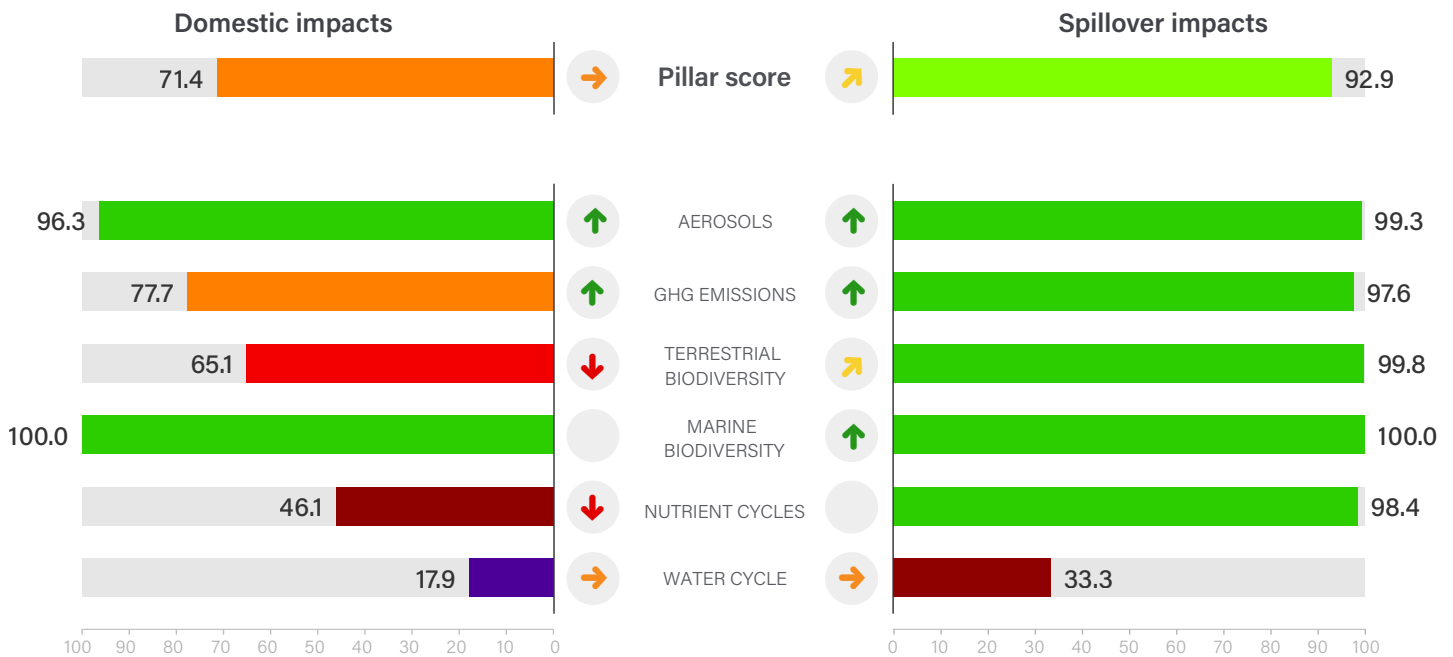 Domestic impacts
Spillover impacts
71.4
Pillar score
92.9
96.3
AEROSOLS
99.3
77.7
GHG EMISSIONS
97.6
65.1
TERRESTRIAL
BIODIVERSITY
99.8
100.0
MARINE
BIODIVERSITY
100.0
46.1
NUTRIENT CYCLES
98.4
17.9
WATER CYCLE
33.3
100 90 80 70 60 50 40 30 20 10 0
0 10 20 30 40 50 60 70 80 90 100